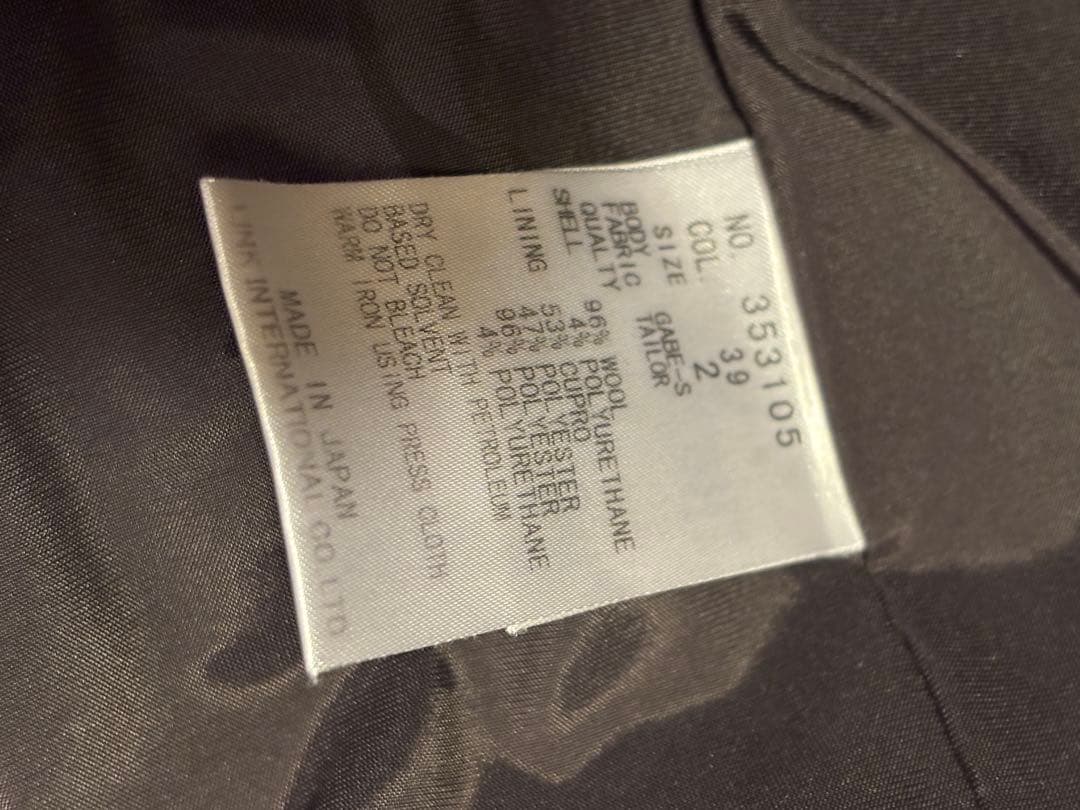 NO. 353105
COL. 39
SIZE 2
BODY GABE-S
FABRIC TAILOR
QUALTY
SHELL 96% WOOL
4% POLYURETHANE
LINING 53% CUPRO
47% POLYESTER
96% POLYESTER
4% POLYURETHANE
DRY CLEAN WITH PETROLEUM
BASED SOLVENT
DO NOT BLEACH
WARM IRON USING PRESS CLOTH
MADE IN JAPAN
LINK INTERNATIONAL CO.LTD